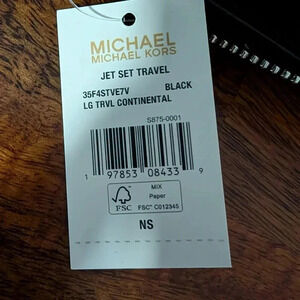 MICHAEL
MICHAEL KORS
JET SET TRAVEL
35F4STVE7V BLACK
LG TRVL CONTINENTAL
S875-0001
1 97853 08433 9
FSC
MIX
Paper
FSC® C012345
NS